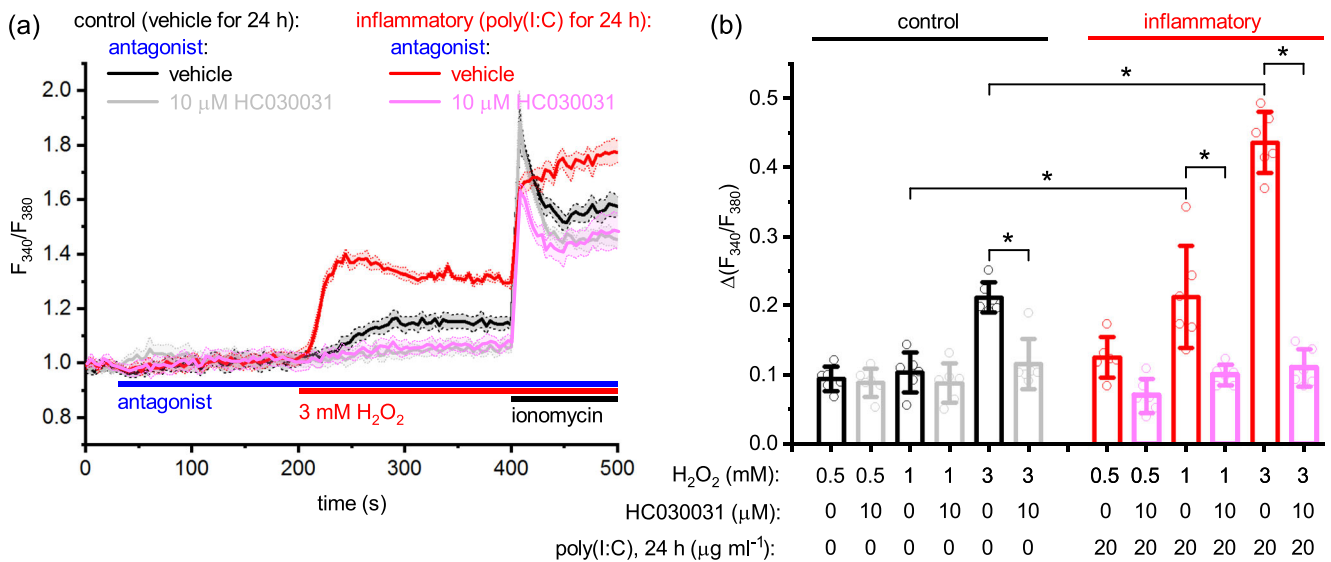 (a)
control (vehicle for 24 h):
antagonist:
vehicle
10 μM HC030031
inflammatory (poly(I:C) for 24 h):
antagonist:
vehicle
10 μM HC030031
F340/F380
2.0
1.8
1.6
1.4
1.2
1.0
0.8
antagonist
3 mM H2O2
ionomycin
0 100 200 300 400 500
time (s)
(b)
control
inflammatory
*
*
*
*
*
Δ(F340/F380)
0.5
0.4
0.3
0.2
0.1
0.0
H2O2 (mM): 0.5 0.5 1 1 3 3 0.5 0.5 1 1 3 3
HC030031 (μM): 0 10 0 10 0 10 0 10 0 10 0 10
poly(I:C), 24 h (μg ml⁻¹): 0 0 0 0 0 0 20 20 20 20 20 20